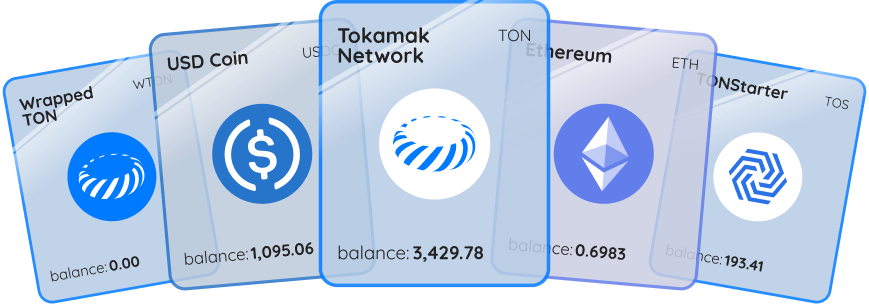 Wrapped
TON
WTON
balance: 0.00
USD Coin
USDC
balance: 1,095.06
Tokamak
Network
TON
balance: 3,429.78
Ethereum
ETH
balance: 0.6983
TONStarter
TOS
balance: 193.41